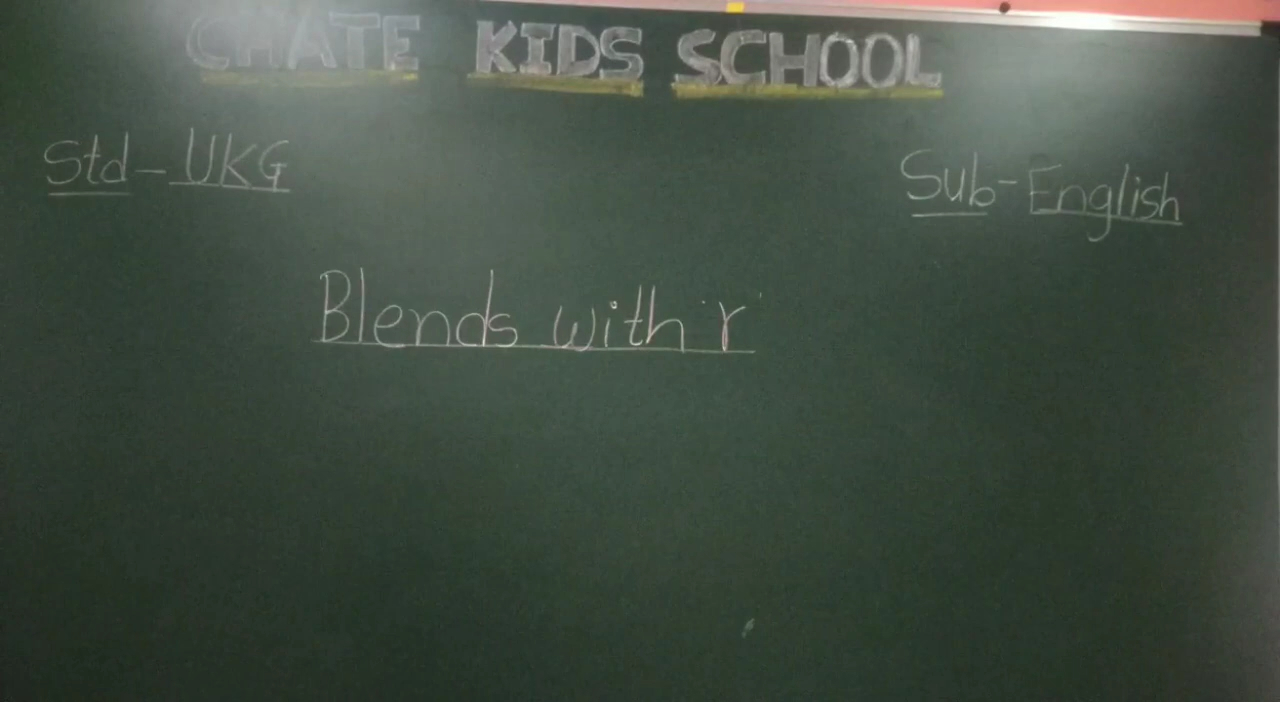 CHATE KIDS SCHOOL
Std - UKG
Sub - English
Blends with 'r'